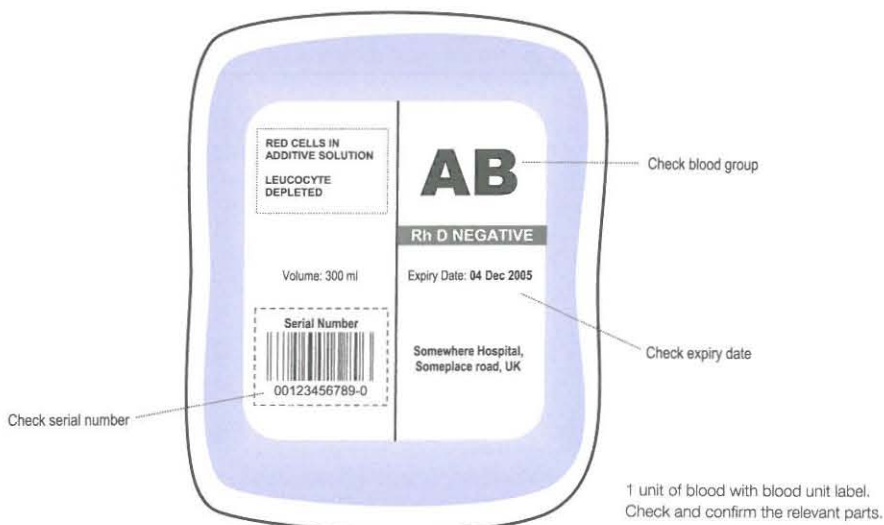 RED CELLS IN
ADDITIVE SOLUTION
LEUCOCYTE
DEPLETED
Volume: 300 ml
Serial Number
00123456789-0
AB
Rh D NEGATIVE
Expiry Date: 04 Dec 2005
Somewhere Hospital,
Someplace road, UK
Check blood group
Check expiry date
Check serial number
1 unit of blood with blood unit label.
Check and confirm the relevant parts.